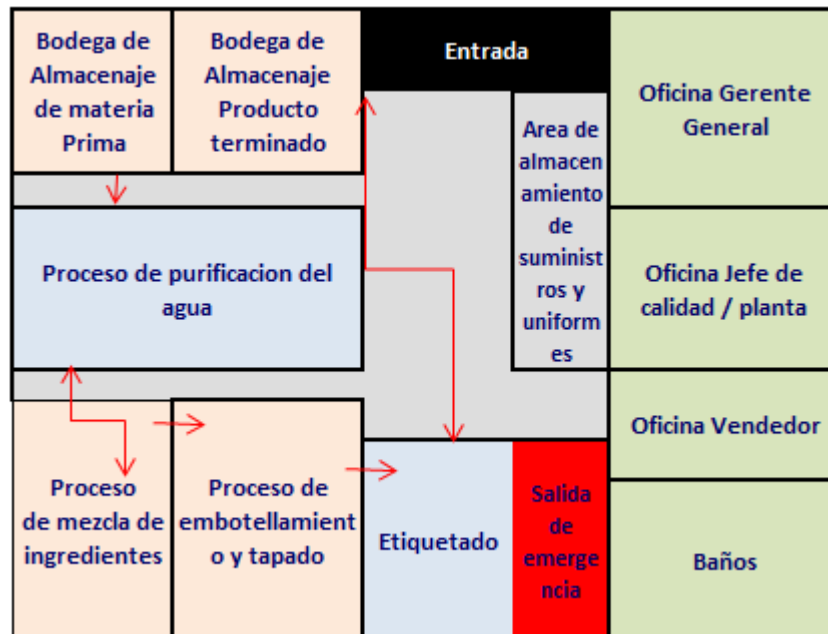 Bodega de
Almacenaje
de materia
Prima
Bodega de
Almacenaje
Producto
terminado
Entrada
Oficina Gerente
General
Area de
almacen
amiento
de
suminist
ros y
uniform
es
Proceso de purificacion del
agua
Oficina Jefe de
calidad / planta
Oficina Vendedor
Proceso
de mezcla de
ingredientes
Proceso de
embotellamient
o y tapado
Etiquetado
Salida
de
emerge
ncia
Baños